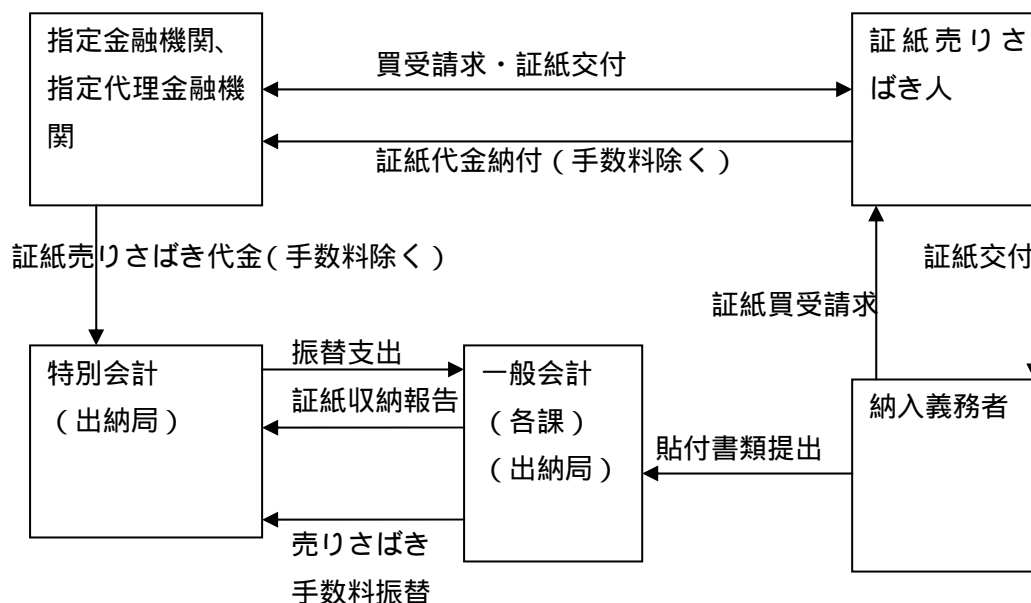 指定金融機関、
指定代理金融機
関
買受請求・証紙交付
証紙売りさ
ばき人
証紙代金納付(手数料除く)
証紙売りさばき代金(手数料除く)
証紙交付
証紙買受請求
特別会計
(出納局)
振替支出
証紙収納報告
一般会計
(各課)
(出納局)
納入義務者
貼付書類提出
売りさばき
手数料振替